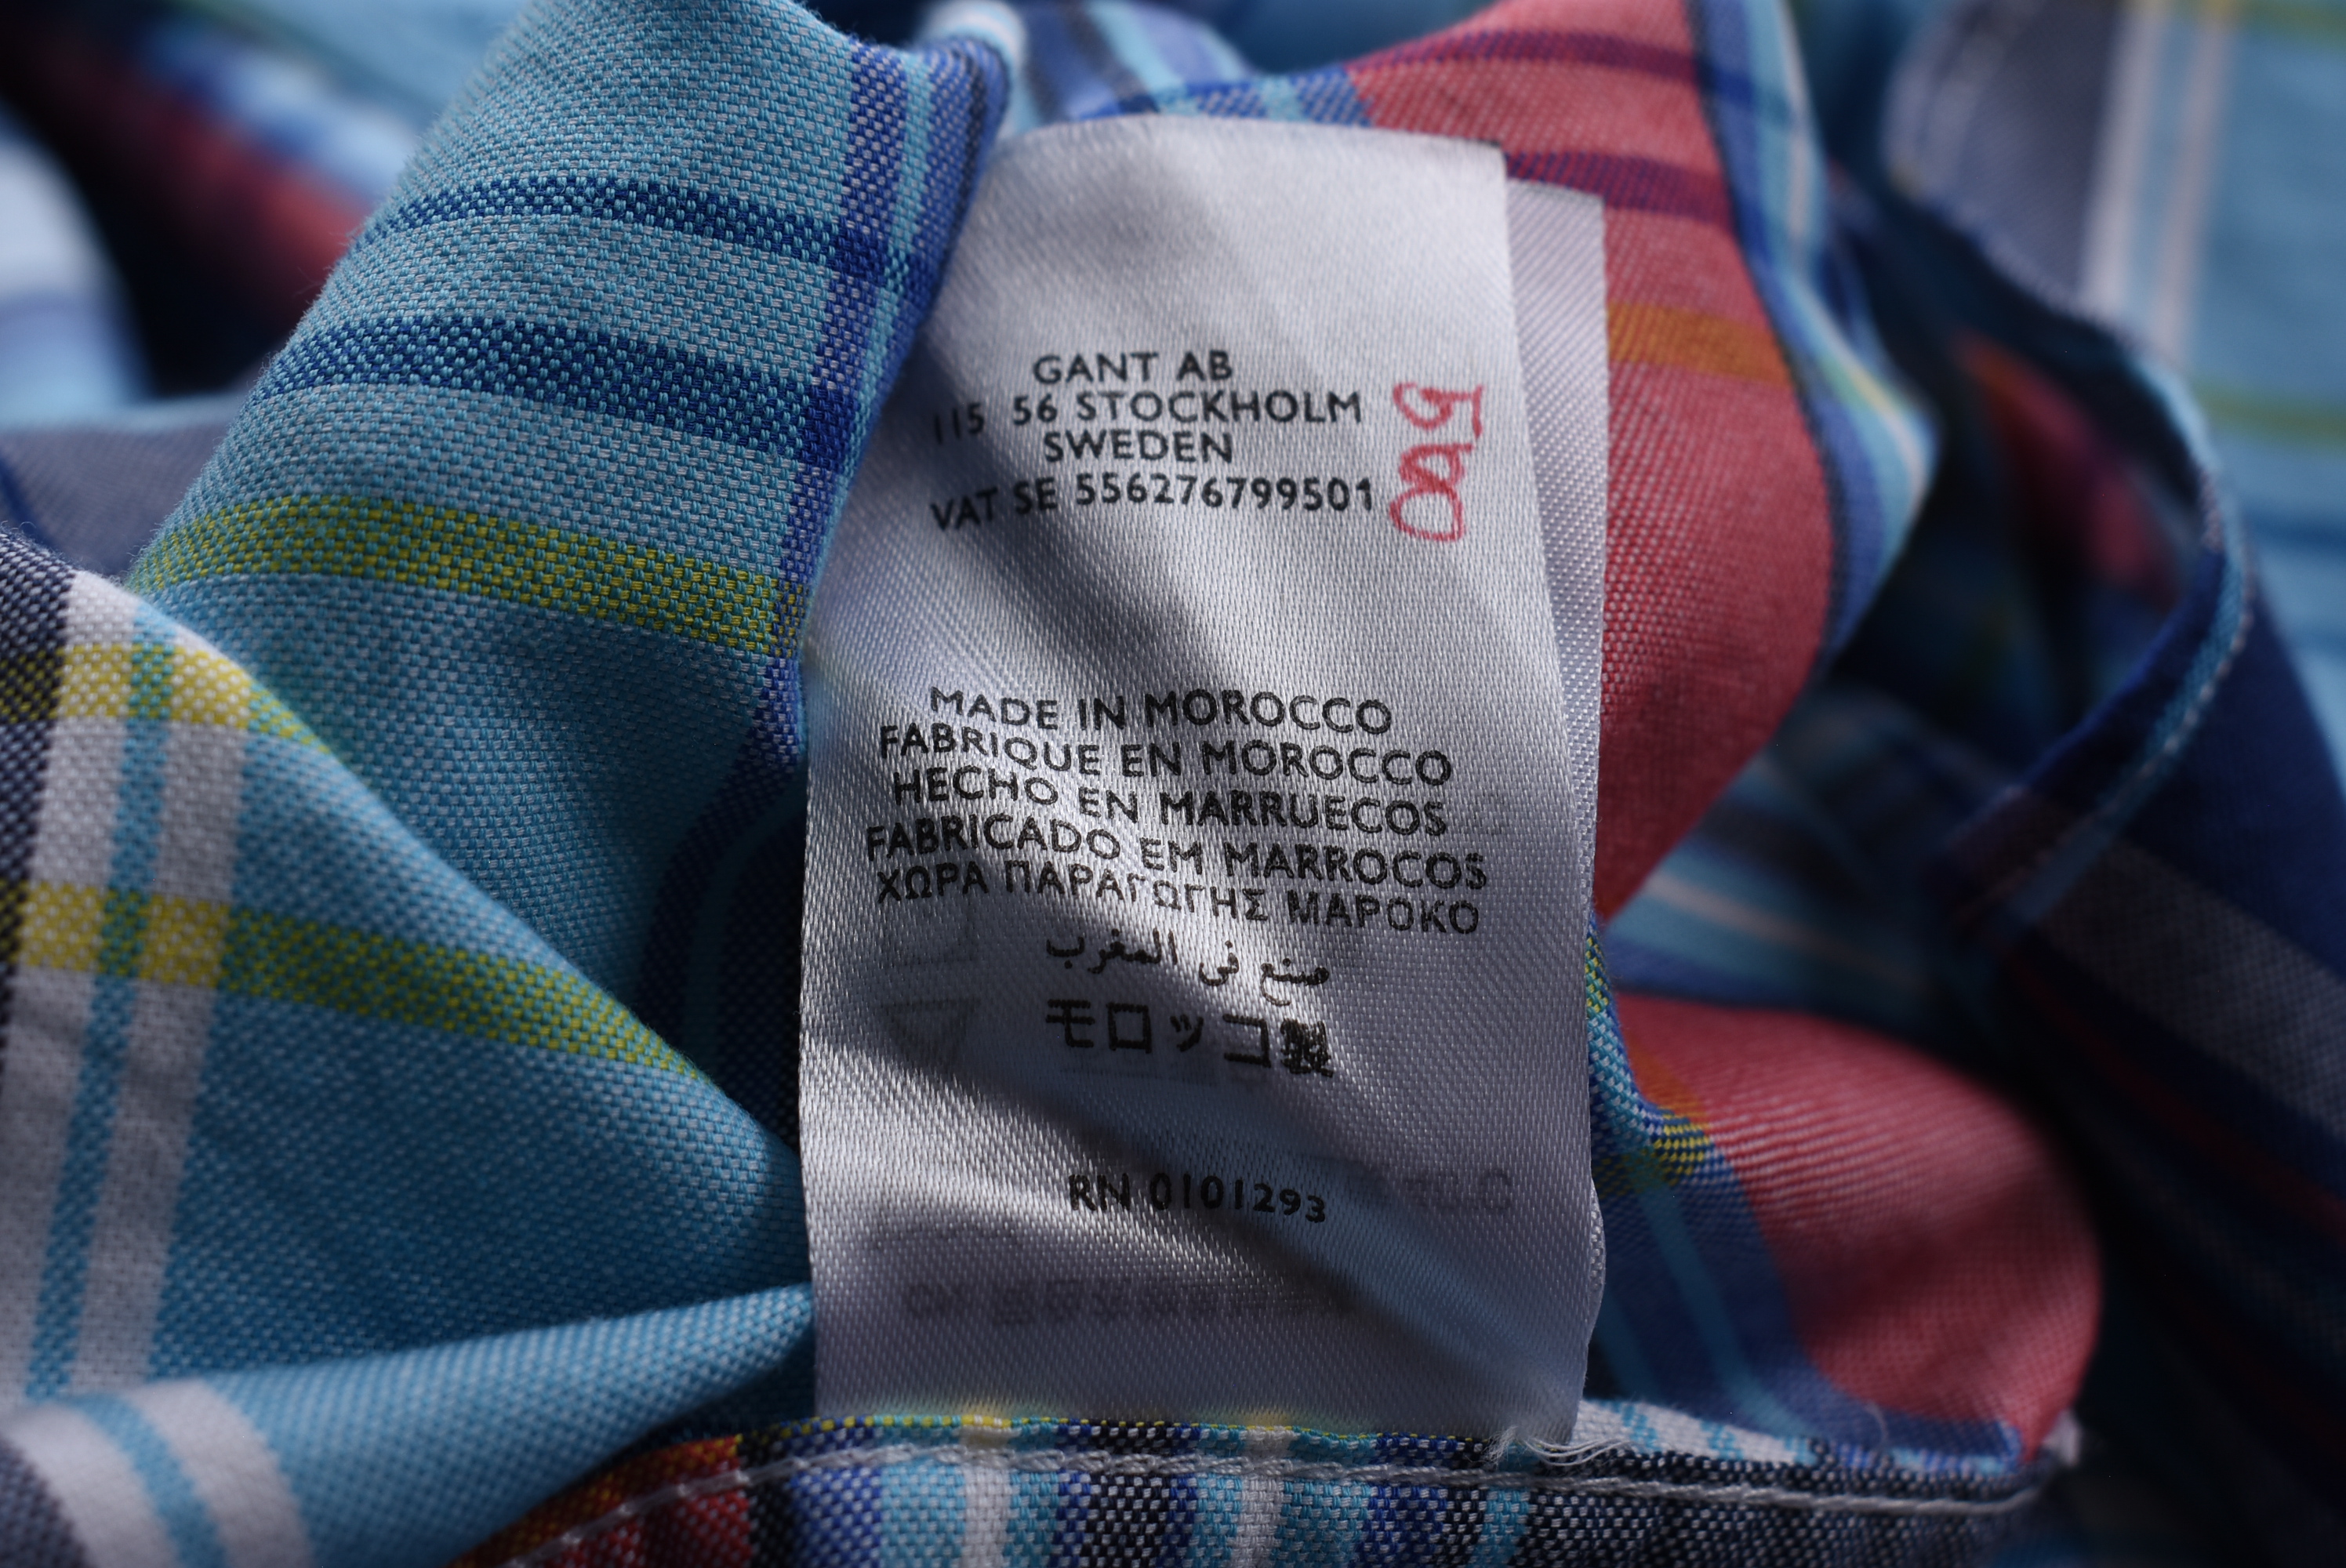 GANT AB
115 56 STOCKHOLM
SWEDEN
VAT SE 556276799501
MADE IN MOROCCO
FABRIQUE EN MOROCCO
HECHO EN MARRUECOS
FABRICADO EM MARROCOS
ΧΩΡΑ ΠΑΡΑΓΩΓΗΣ ΜΑΡΟΚΟ
صنع في المغرب
モロッコ製
RN 0101293